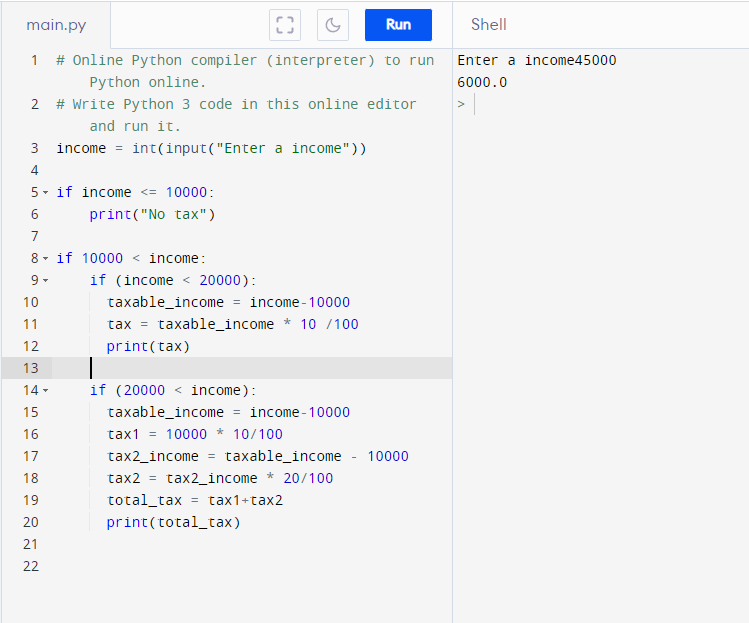 main.py
Run
Shell
1 # Online Python compiler (interpreter) to run
Python online.
2 # Write Python 3 code in this online editor
and run it.
3 income = int(input("Enter a income"))
4
5 if income <= 10000:
6 print("No tax")
7
8 if 10000 < income:
9 if (income < 20000):
10 taxable_income = income-10000
11 tax = taxable_income * 10 /100
12 print(tax)
13
14 if (20000 < income):
15 taxable_income = income-10000
16 tax1 = 10000 * 10/100
17 tax2_income = taxable_income - 10000
18 tax2 = tax2_income * 20/100
19 total_tax = tax1+tax2
20 print(total_tax)
21
22
Enter a income45000
6000.0
>